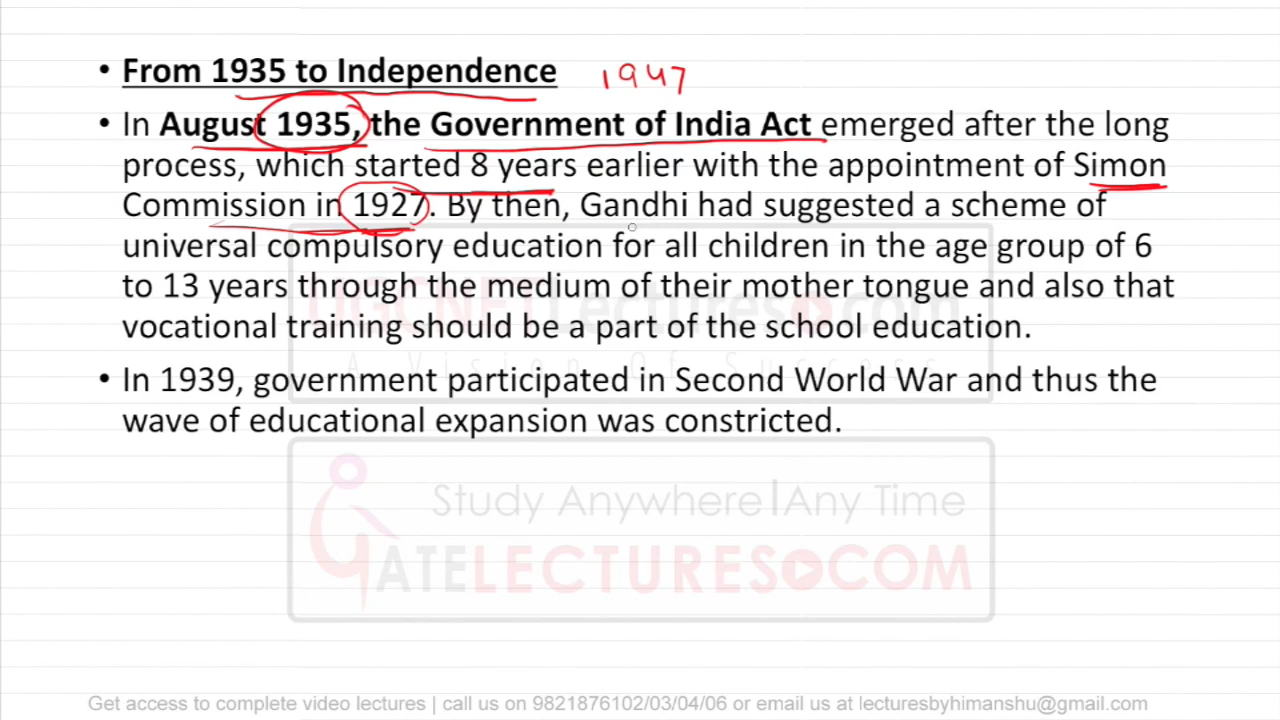 • From 1935 to Independence 1947
• In August 1935, the Government of India Act emerged after the long
process, which started 8 years earlier with the appointment of Simon
Commission in 1927. By then, Gandhi had suggested a scheme of
universal compulsory education for all children in the age group of 6
to 13 years through the medium of their mother tongue and also that
vocational training should be a part of the school education.
UGCNETLectures.com
A Vision Of Success
• In 1939, government participated in Second World War and thus the
wave of educational expansion was constricted.
Study Anywhere|Any Time
GATELECTURES.COM
Get access to complete video lectures | call us on 9821876102/03/04/06 or email us at lecturesbyhimanshu@gmail.com